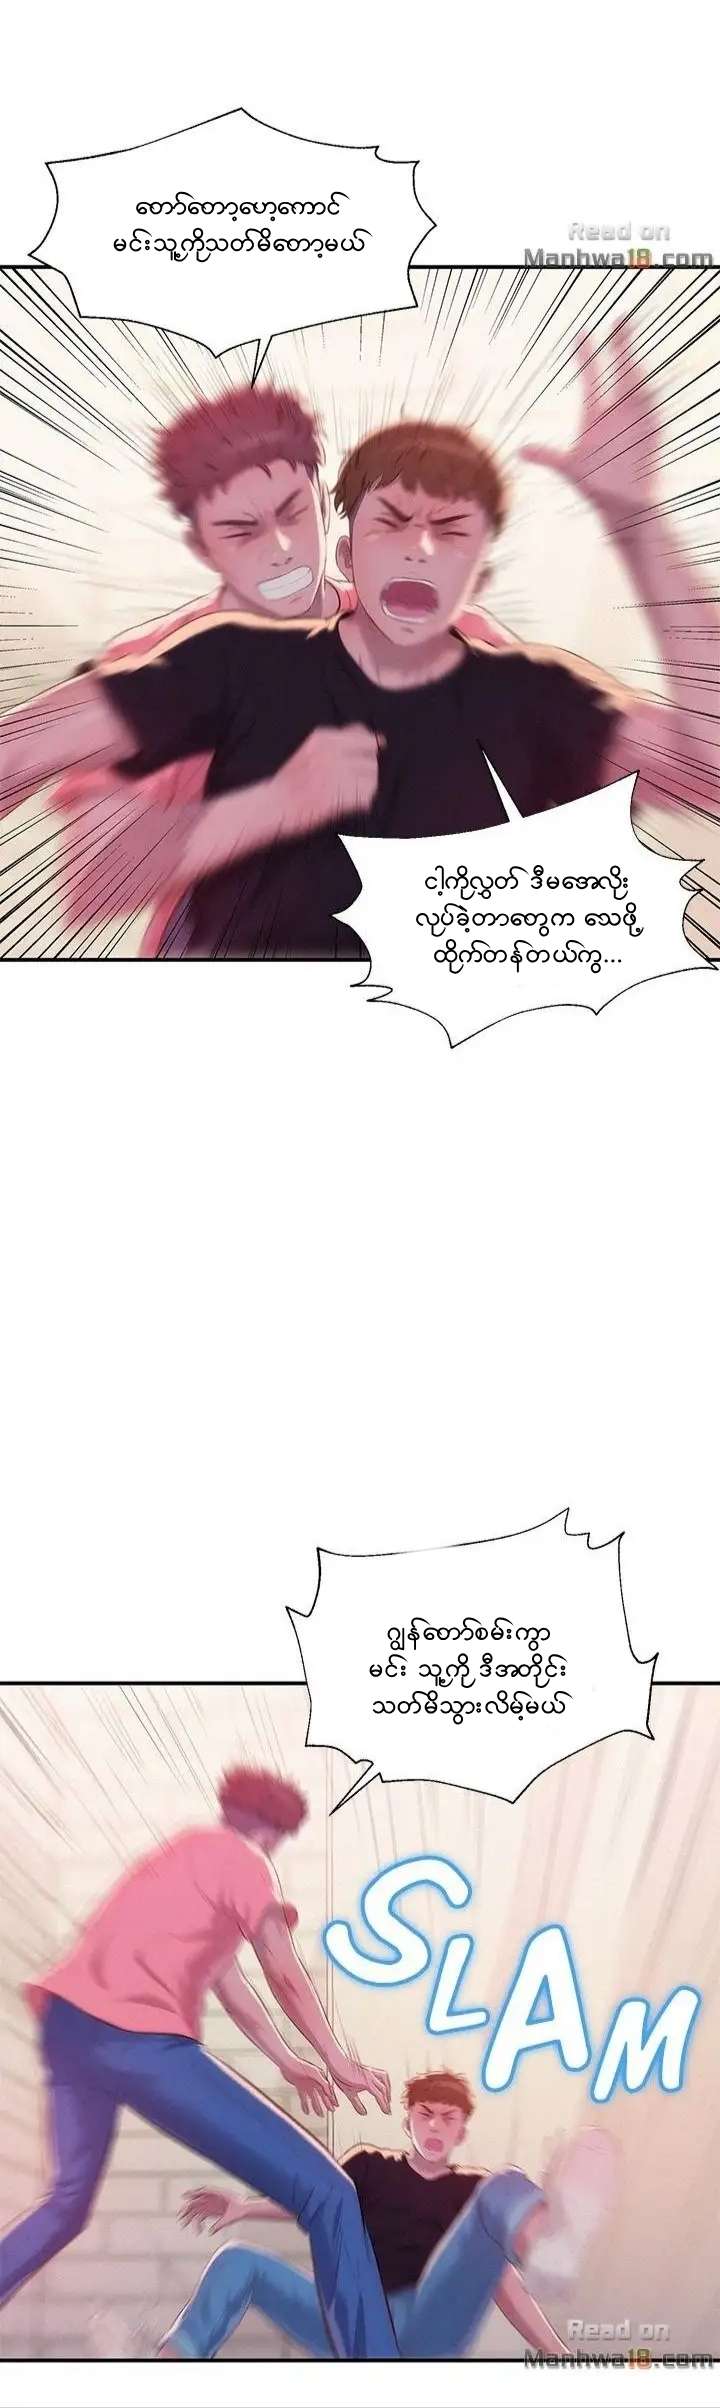 Read on
Manhwa18.com
တော်တော့ဟေ့ကောင်
မင်းသူ့ကိုသတ်မိတော့မယ်
ငါ့ကိုလွှတ် ဒီမအေလိုး
လုပ်ခဲ့တာတွေက သေဖို့
ထိုက်တန်တယ်ကွ...
ဂျွန်တော်စမ်းကွာ
မင်း သူ့ကို ဒီအတိုင်း
သတ်မိသွားလိမ့်မယ်
SLAM
Read on
Manhwa18.com